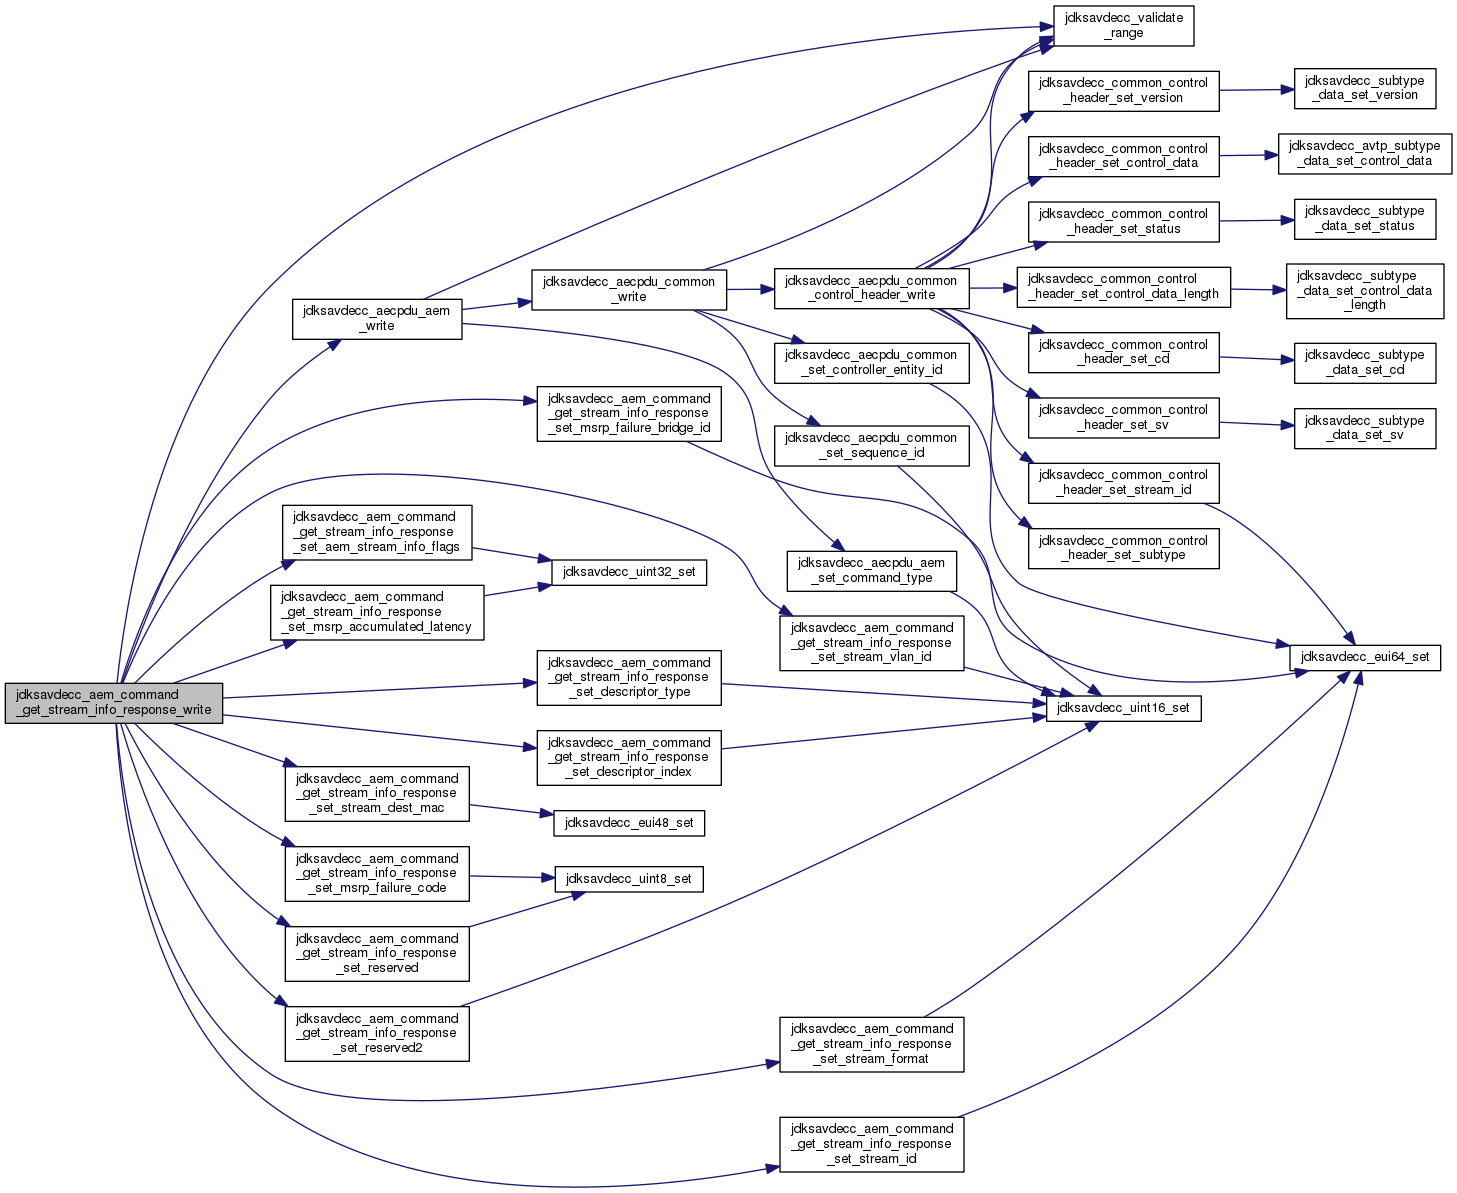 jdksavdecc_validate
_range
jdksavdecc_common_control
_header_set_version
jdksavdecc_subtype
_data_set_version
jdksavdecc_common_control
_header_set_control_data
jdksavdecc_avtp_subtype
_data_set_control_data
jdksavdecc_common_control
_header_set_status
jdksavdecc_subtype
_data_set_status
jdksavdecc_aecpdu_aem
_write
jdksavdecc_aecpdu_common
_write
jdksavdecc_aecpdu_common
_control_header_write
jdksavdecc_common_control
_header_set_control_data_length
jdksavdecc_subtype
_data_set_control_data
_length
jdksavdecc_aecpdu_common
_set_controller_entity_id
jdksavdecc_common_control
_header_set_cd
jdksavdecc_subtype
_data_set_cd
jdksavdecc_aem_command
_get_stream_info_response
_set_msrp_failure_bridge_id
jdksavdecc_aecpdu_common
_set_sequence_id
jdksavdecc_common_control
_header_set_sv
jdksavdecc_subtype
_data_set_sv
jdksavdecc_common_control
_header_set_stream_id
jdksavdecc_aem_command
_get_stream_info_response
_set_aem_stream_info_flags
jdksavdecc_common_control
_header_set_subtype
jdksavdecc_uint32_set
jdksavdecc_aecpdu_aem
_set_command_type
jdksavdecc_aem_command
_get_stream_info_response
_set_msrp_accumulated_latency
jdksavdecc_aem_command
_get_stream_info_response
_set_stream_vlan_id
jdksavdecc_eui64_set
jdksavdecc_aem_command
_get_stream_info_response
_set_descriptor_type
jdksavdecc_aem_command
_get_stream_info_response_write
jdksavdecc_uint16_set
jdksavdecc_aem_command
_get_stream_info_response
_set_descriptor_index
jdksavdecc_aem_command
_get_stream_info_response
_set_stream_dest_mac
jdksavdecc_eui48_set
jdksavdecc_aem_command
_get_stream_info_response
_set_msrp_failure_code
jdksavdecc_uint8_set
jdksavdecc_aem_command
_get_stream_info_response
_set_reserved
jdksavdecc_aem_command
_get_stream_info_response
_set_reserved2
jdksavdecc_aem_command
_get_stream_info_response
_set_stream_format
jdksavdecc_aem_command
_get_stream_info_response
_set_stream_id